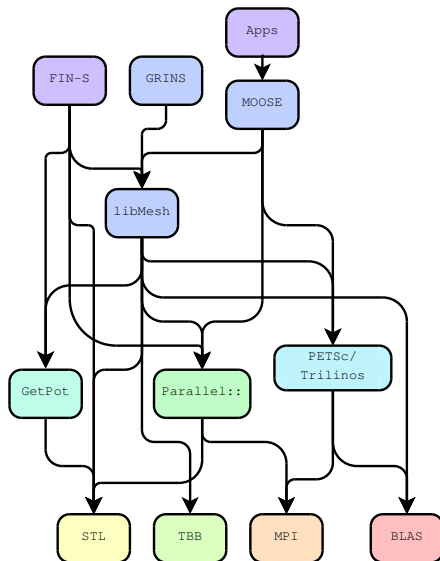 Apps
FIN-S
GRINS
MOOSE
libMesh
PETSc/
Trilinos
GetPot
Parallel::
STL
TBB
MPI
BLAS